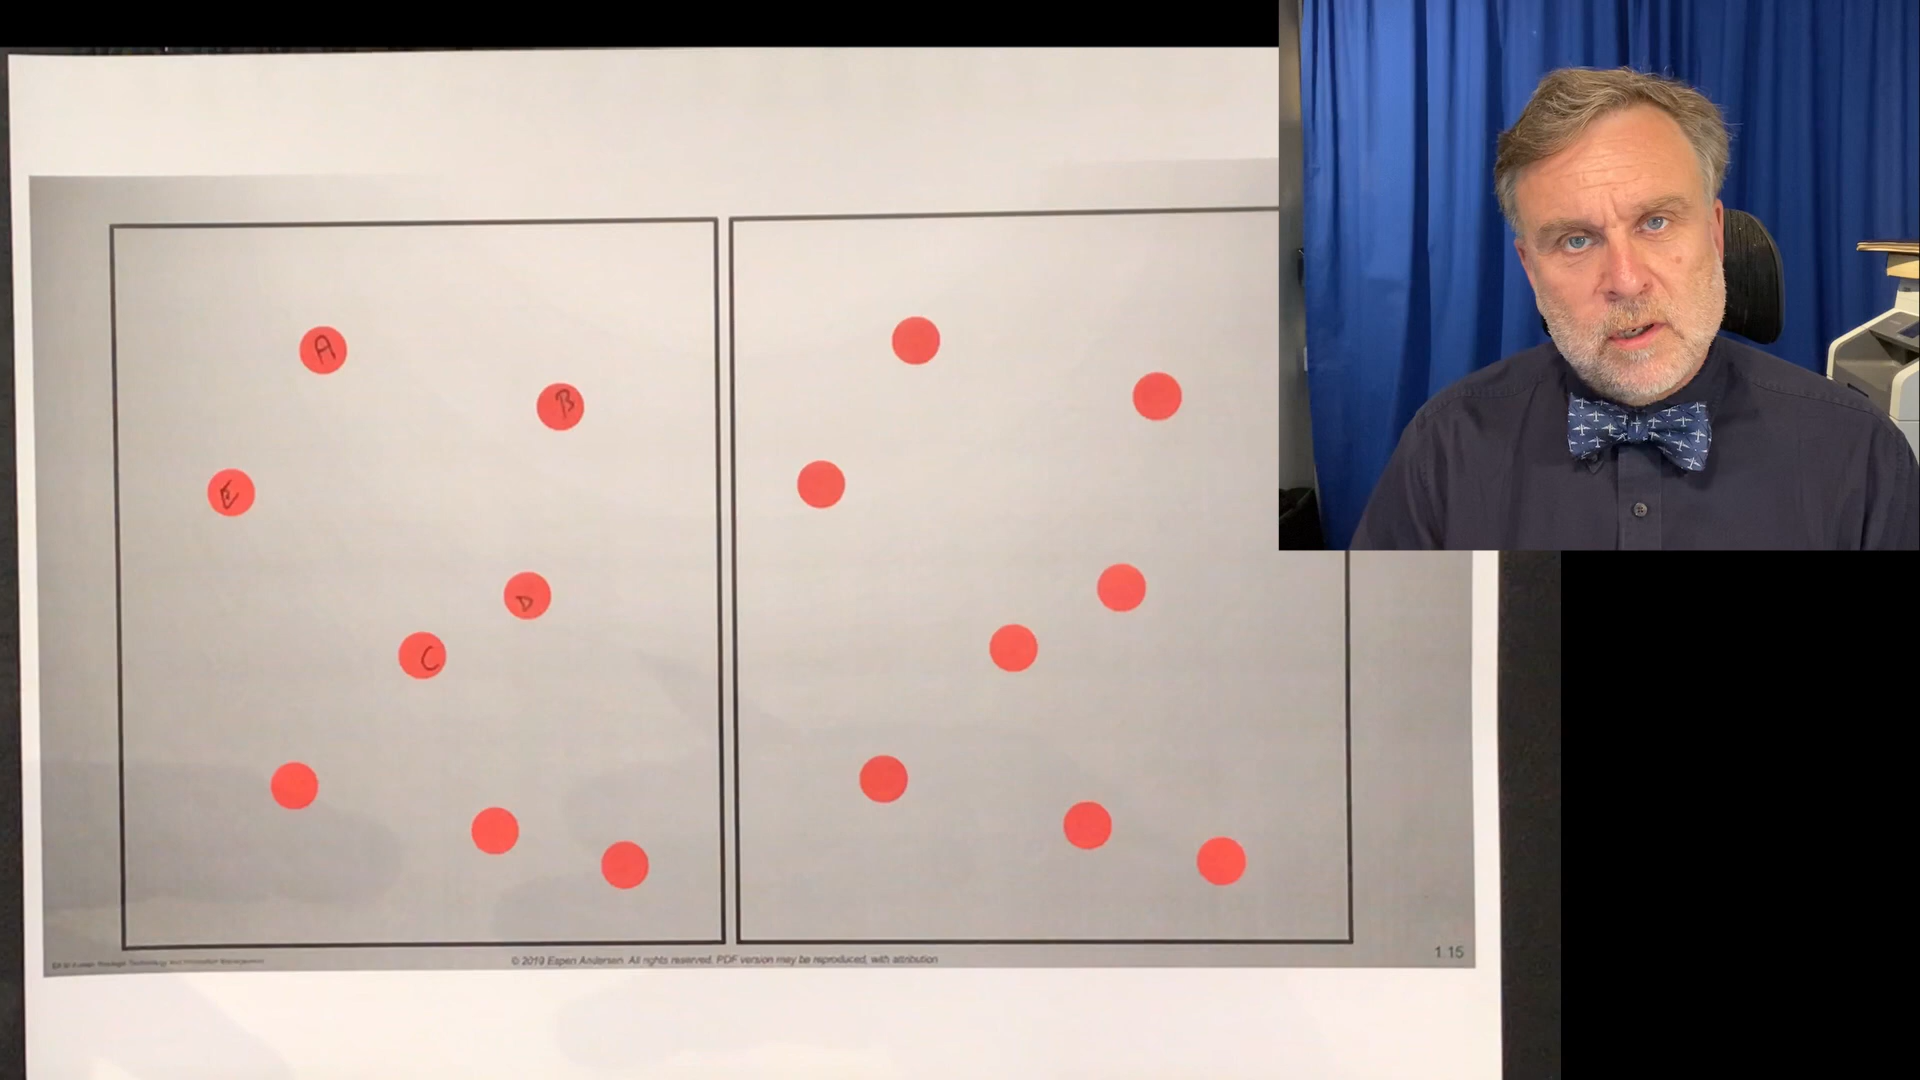 A
B
E
D
C
© 2019 Espen Andersen. All rights reserved. PDF version may be reproduced, with attribution
1.15